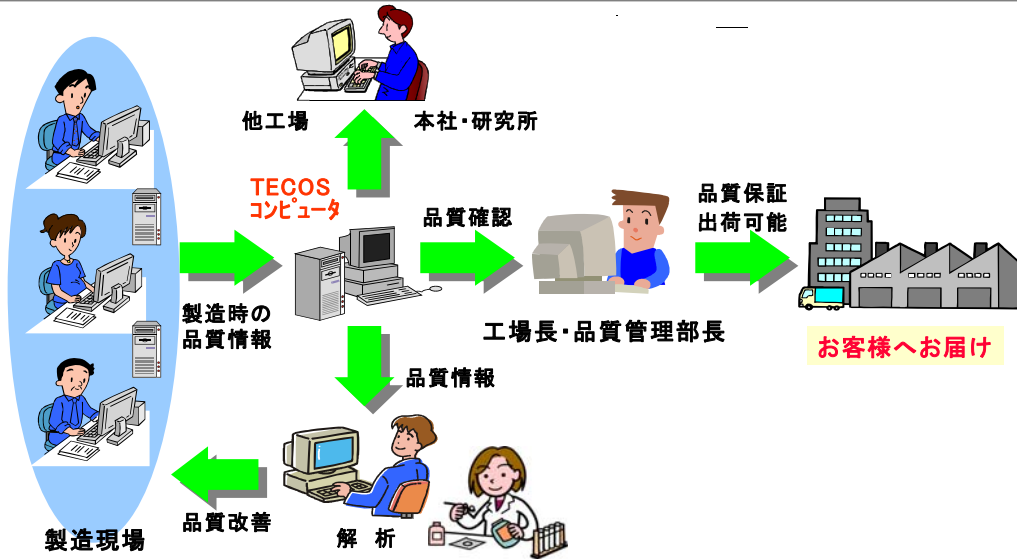 他工場
本社・研究所
TECOS
コンピュータ
品質確認
品質保証
出荷可能
製造時の
品質情報
工場長・品質管理部長
お客様へお届け
品質情報
品質改善
製造現場
解 析